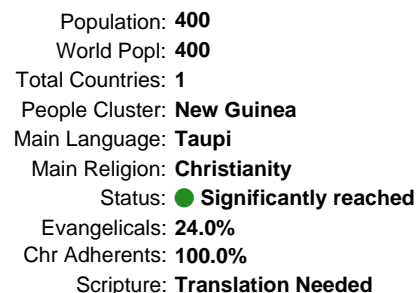 Population: 400
World Popl: 400
Total Countries: 1
People Cluster: New Guinea
Main Language: Taupi
Main Religion: Christianity
Status: Significantly reached
Evangelicals: 24.0%
Chr Adherents: 100.0%
Scripture: Translation Needed